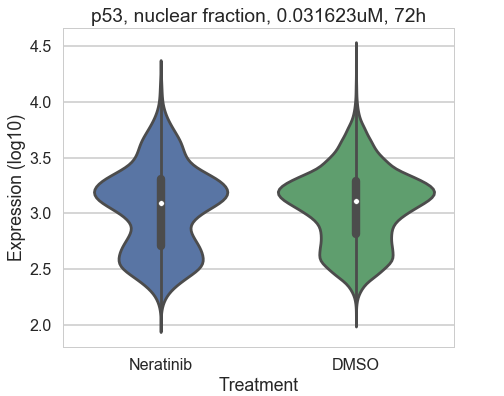 p53, nuclear fraction, 0.031623uM, 72h
4.5
4.0
3.5
3.0
2.5
2.0
Expression (log10)
Neratinib DMSO
Treatment